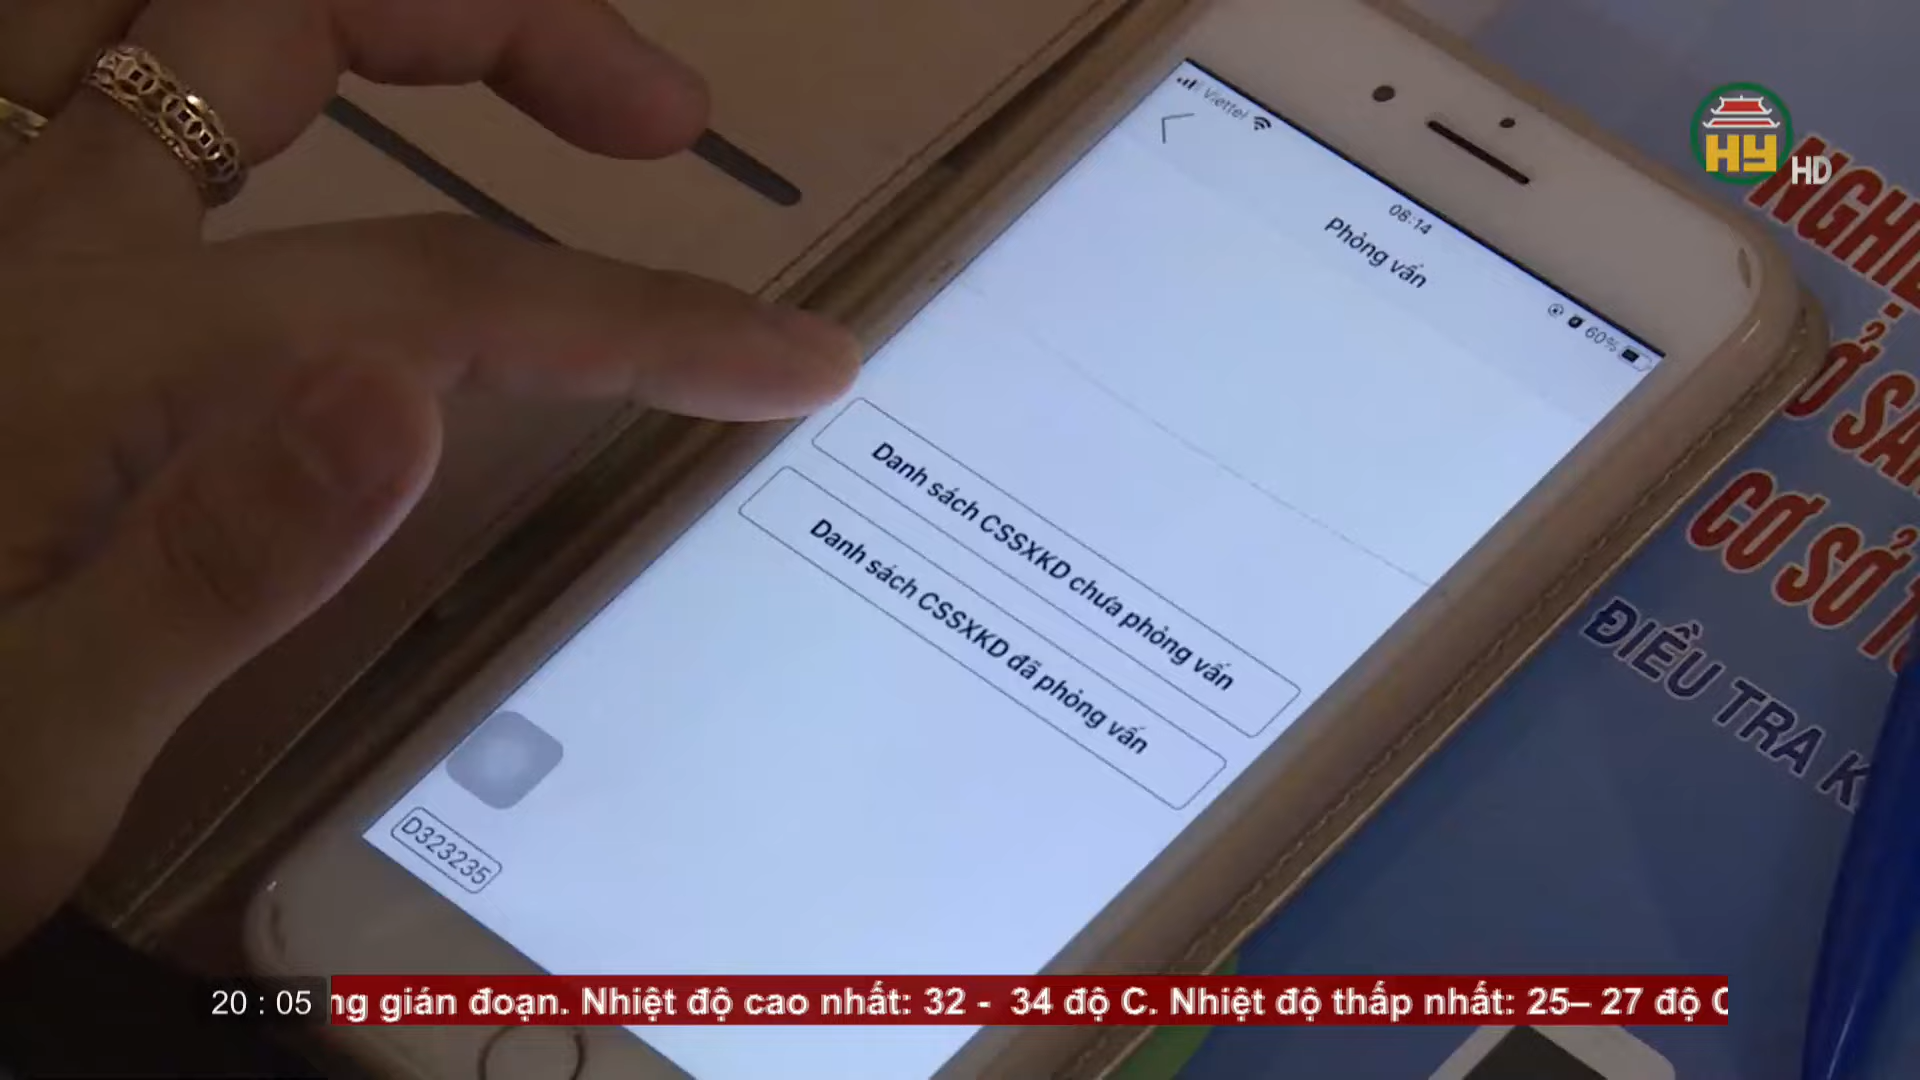 Viettel
08:14
60%
Phỏng vấn
Danh sách CSSXKD chưa phỏng vấn
Danh sách CSSXKD đã phỏng vấn
D323235
HY HD
CƠ SỞ
ĐIỀU TRA
20 : 05
gián đoạn. Nhiệt độ cao nhất: 32 - 34 độ C. Nhiệt độ thấp nhất: 25– 27 độ C